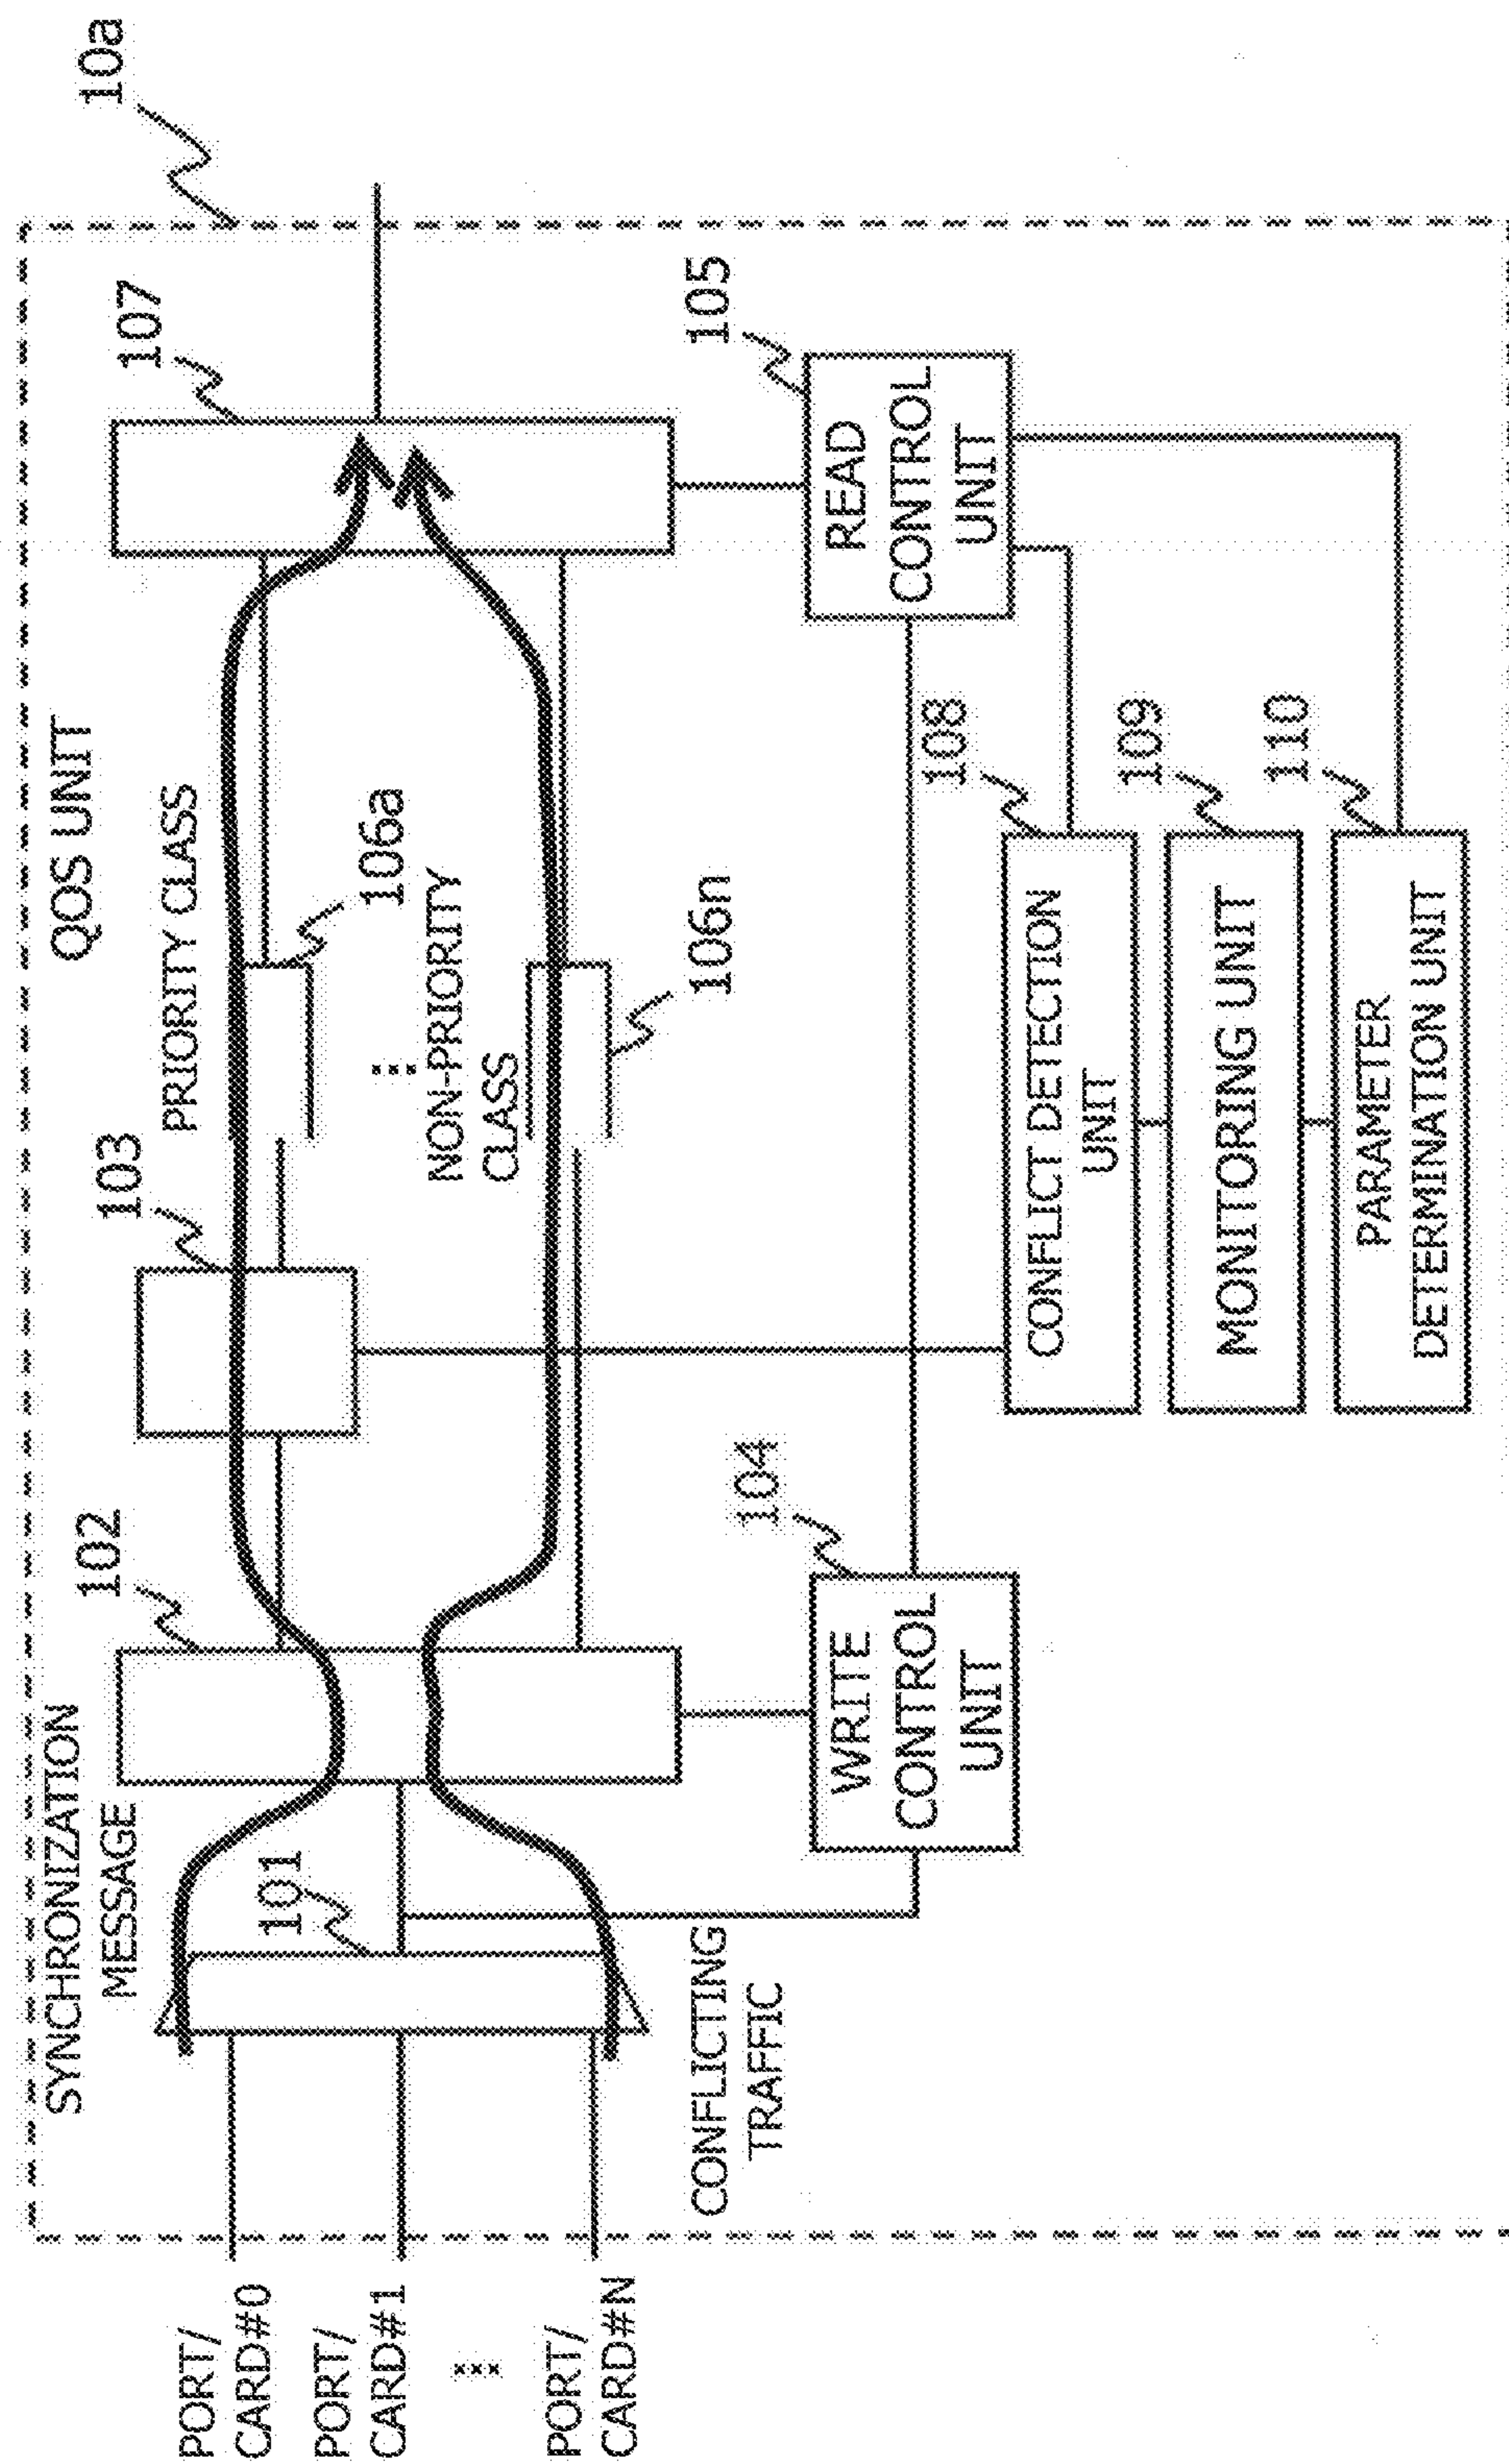 10a
QOS UNIT
SYNCHRONIZATION
MESSAGE
102
103
PRIORITY CLASS
107
101
106a
NON-PRIORITY
CLASS
106n
PORT/
CARD#0
PORT/
CARD#1
...
PORT/
CARD#N
CONFLICTING
TRAFFIC
104
WRITE
CONTROL
UNIT
105
READ
CONTROL
UNIT
108
CONFLICT DETECTION
UNIT
109
MONITORING UNIT
110
PARAMETER
DETERMINATION UNIT